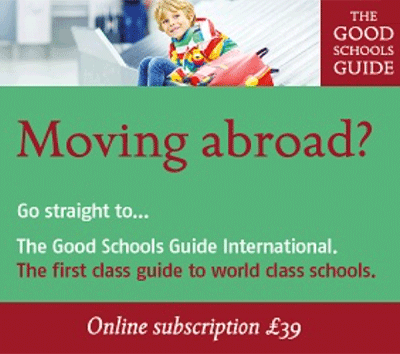 THE
GOOD
SCHOOLS
GUIDE
Moving abroad?
Go straight to...
The Good Schools Guide International.
The first class guide to world class schools.
Online subscription £39